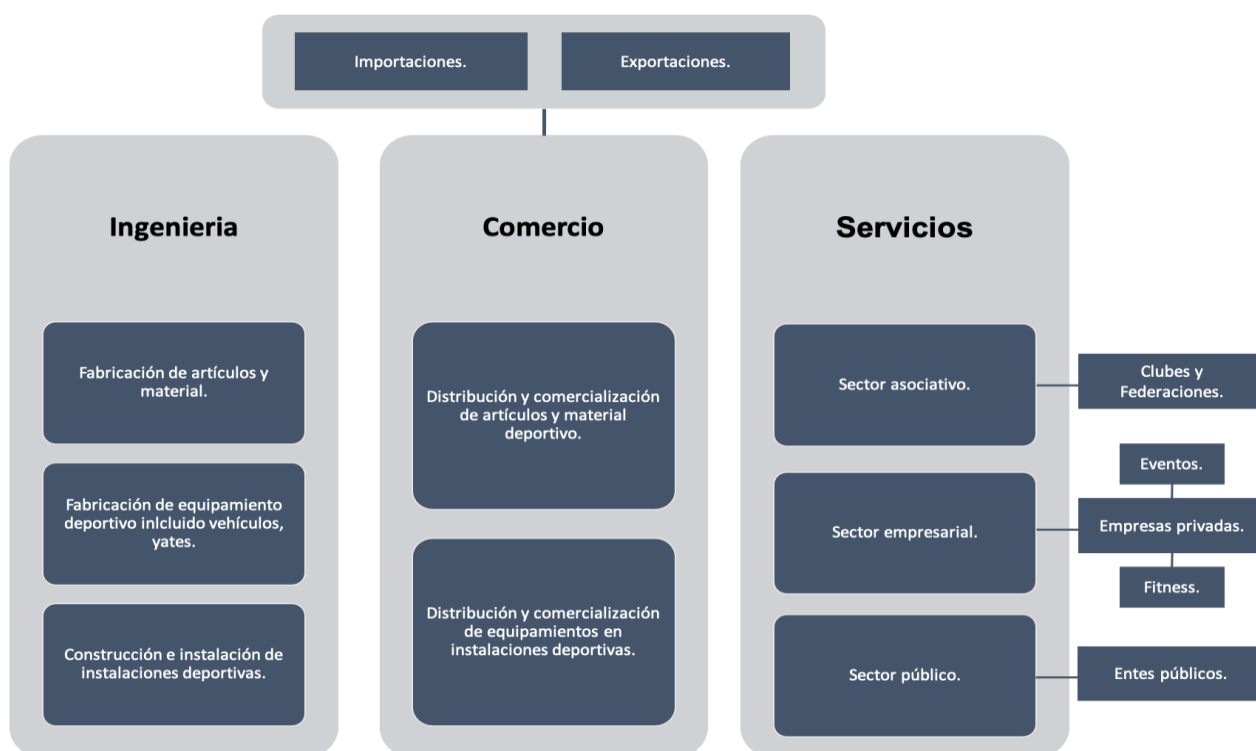 Importaciones.
Exportaciones.
Ingenieria
Fabricación de artículos y
material.
Fabricación de equipamiento
deportivo inlcluido vehículos,
yates.
Construcción e instalación de
instalaciones deportivas.
Comercio
Distribución y comercialización
de artículos y material
deportivo.
Distribución y comercialización
de equipamientos en
instalaciones deportivas.
Servicios
Sector asociativo.
Clubes y
Federaciones.
Sector empresarial.
Eventos.
Empresas privadas.
Fitness.
Sector público.
Entes públicos.